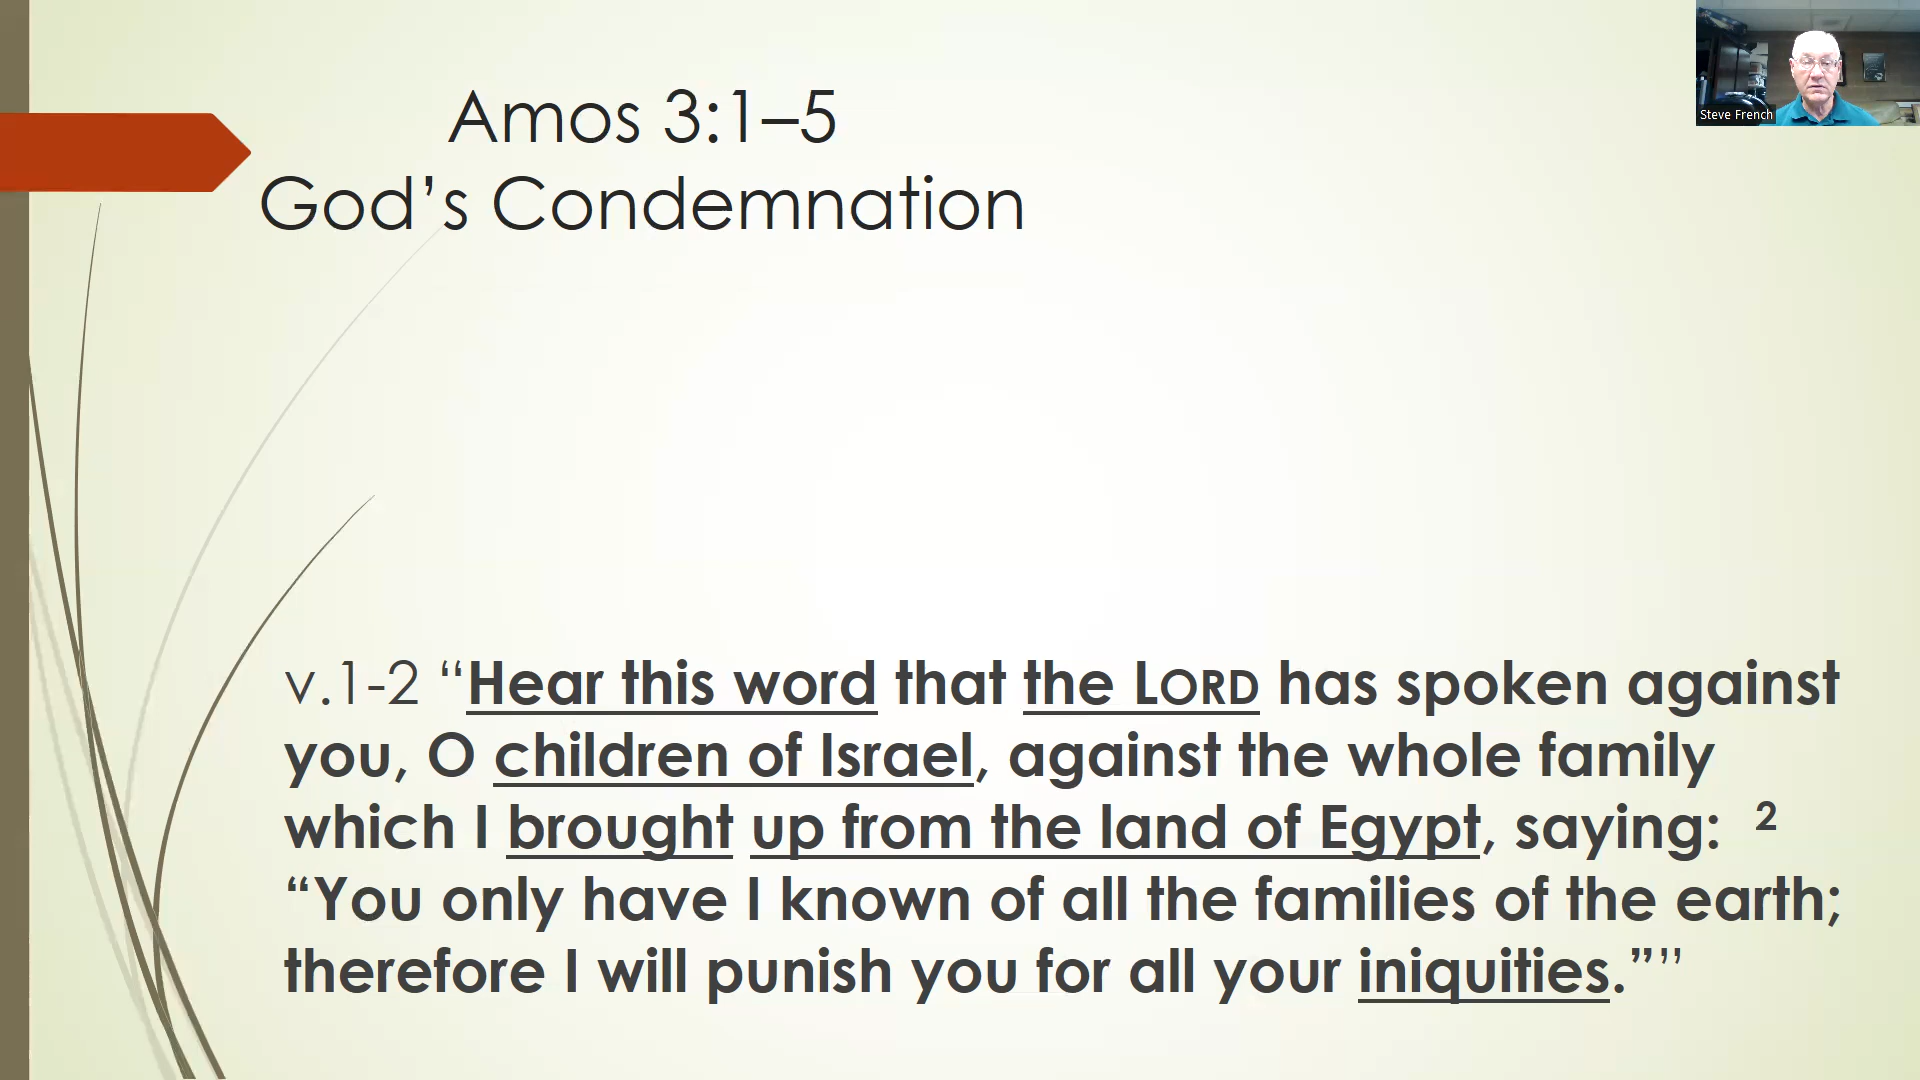 Amos 3:1–5
God’s Condemnation
Steve French
v.1-2 “Hear this word that the LORD has spoken against
you, O children of Israel, against the whole family
which I brought up from the land of Egypt, saying: ²
“You only have I known of all the families of the earth;
therefore I will punish you for all your iniquities.””